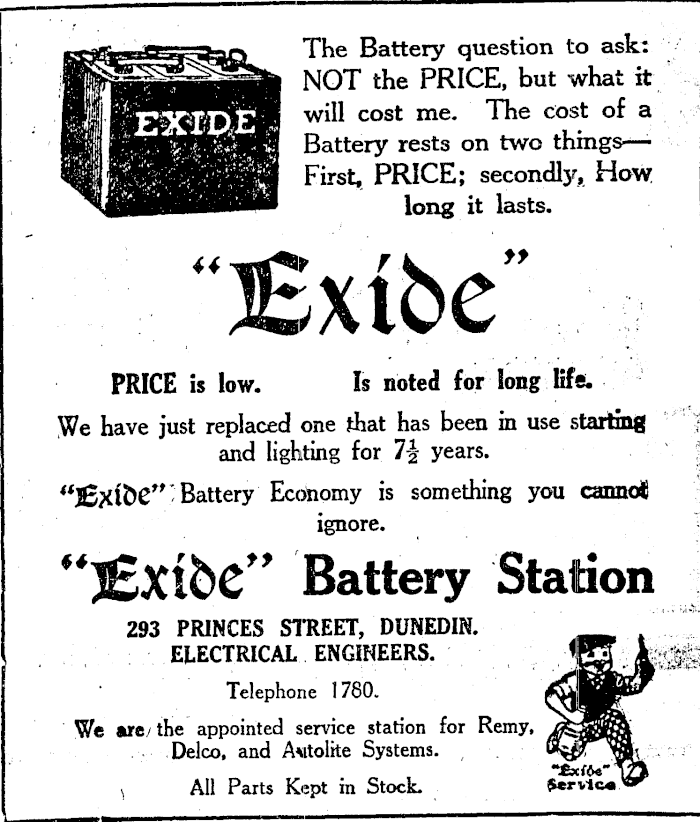 EXIDE
The Battery question to ask:
NOT the PRICE, but what it
will cost me. The cost of a
Battery rests on two things—
First, PRICE; secondly, How
long it lasts.
"Exide"
PRICE is low. Is noted for long life.
We have just replaced one that has been in use starting
and lighting for 7½ years.
"Exide" Battery Economy is something you cannot
ignore.
"Exide" Battery Station
293 PRINCES STREET, DUNEDIN.
ELECTRICAL ENGINEERS.
Telephone 1780.
We are the appointed service station for Remy,
Delco, and Autolite Systems.
All Parts Kept in Stock.
"Exide"
Service